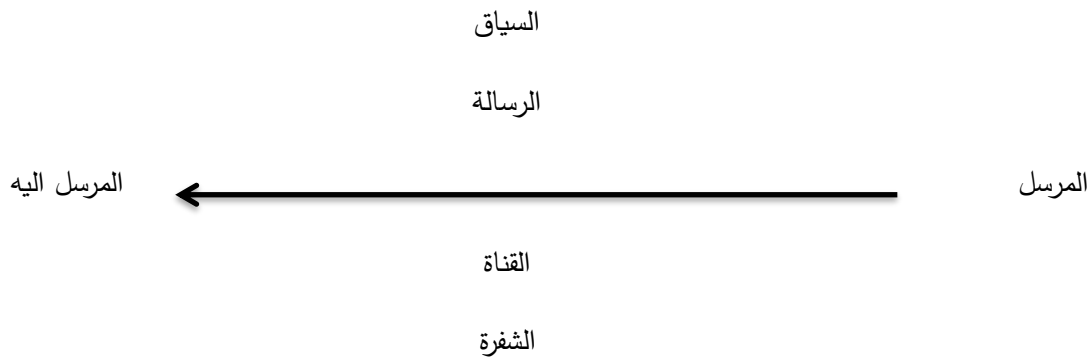 السياق
الرسالة
المرسل
المرسل اليه
القناة
الشفرة